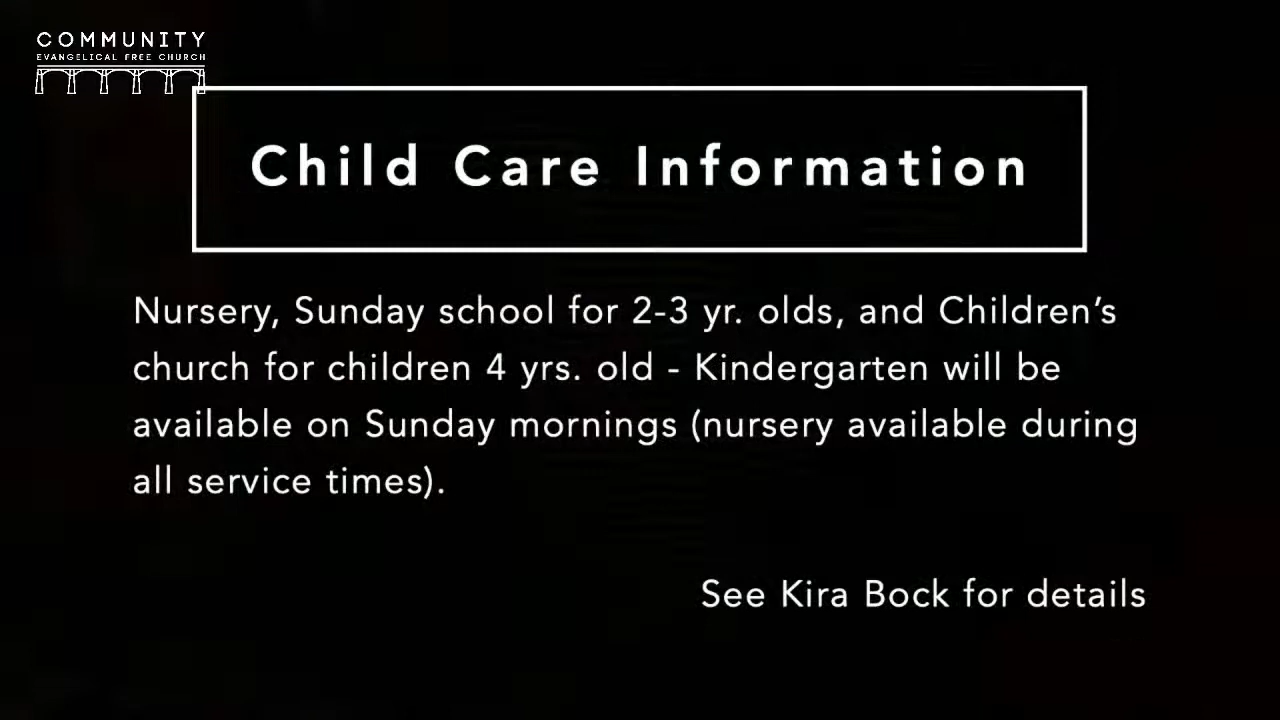 COMMUNITY
EVANGELICAL FREE CHURCH
Child Care Information
Nursery, Sunday school for 2-3 yr. olds, and Children’s
church for children 4 yrs. old - Kindergarten will be
available on Sunday mornings (nursery available during
all service times).
See Kira Bock for details